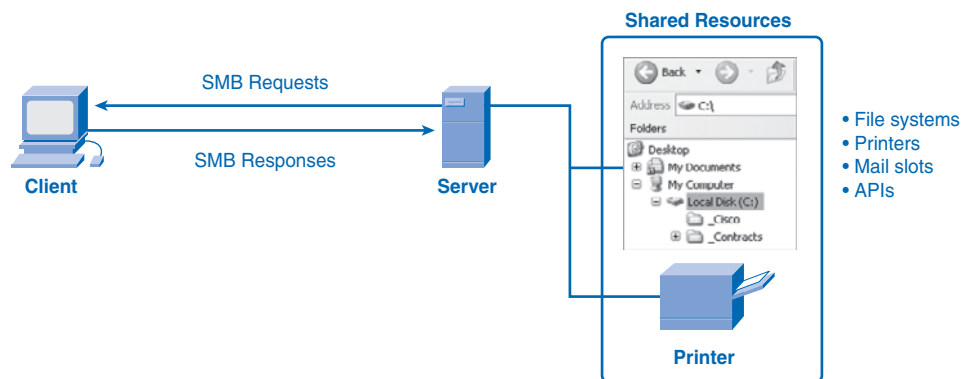 Shared Resources
SMB Requests
SMB Responses
Client
Server
Back
Address C:\
Folders
Desktop
My Documents
My Computer
Local Disk (C:)
_Cisco
_Contracts
Printer
• File systems
• Printers
• Mail slots
• APIs